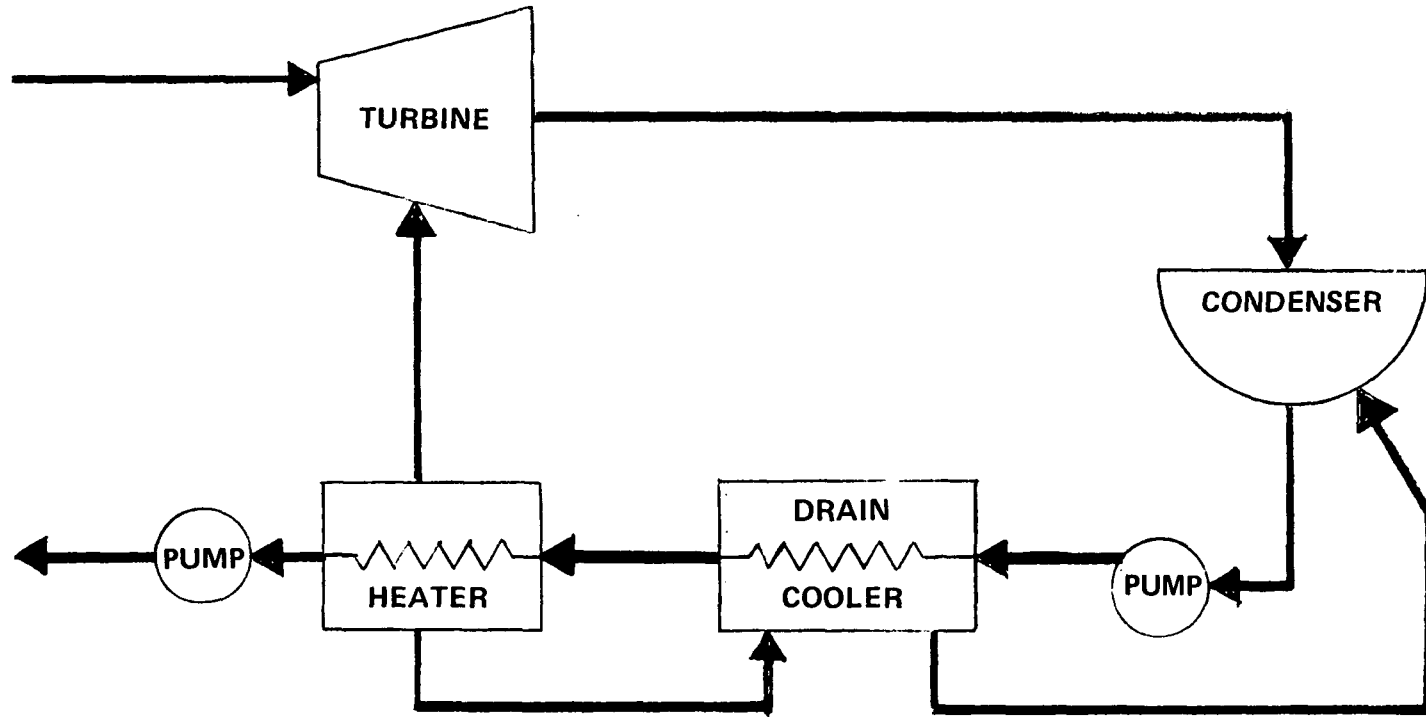 TURBINE
CONDENSER
DRAIN
COOLER
PUMP
HEATER
PUMP